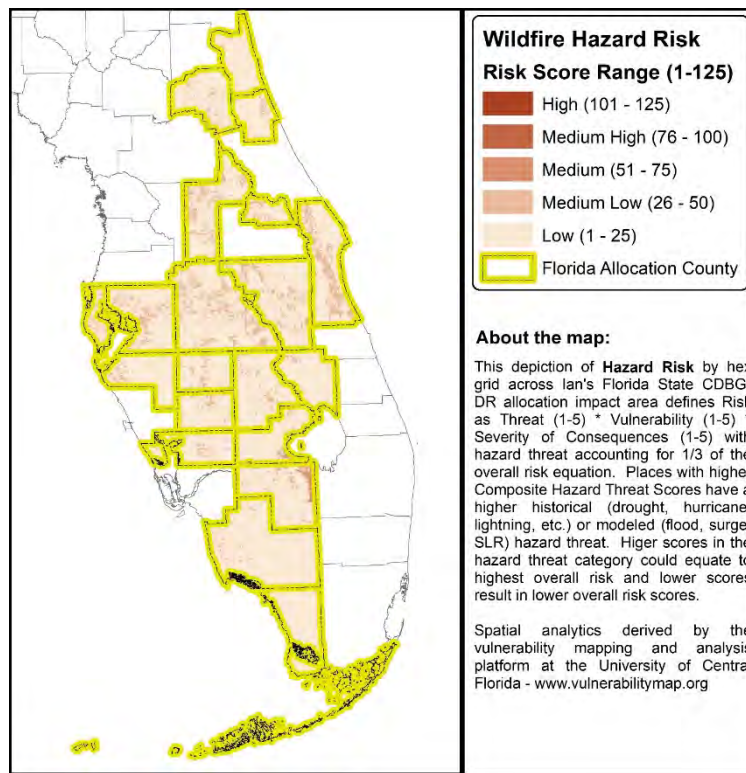 Wildfire Hazard Risk
Risk Score Range (1-125)
High (101 - 125)
Medium High (76 - 100)
Medium (51 - 75)
Medium Low (26 - 50)
Low (1 - 25)
Florida Allocation County
About the map:
This depiction of Hazard Risk by hex
grid across Ian's Florida State CDBG
DR allocation impact area defines Risk
as Threat (1-5) * Vulnerability (1-5) *
Severity of Consequences (1-5) with
hazard threat accounting for 1/3 of the
overall risk equation. Places with higher
Composite Hazard Threat Scores have a
higher historical (drought, hurricane,
lightning, etc.) or modeled (flood, surge,
SLR) hazard threat. Higer scores in the
hazard threat category could equate to
highest overall risk and lower scores
result in lower overall risk scores.
Spatial analytics derived by the
vulnerability mapping and analysis
platform at the University of Central
Florida - www.vulnerabilitymap.org